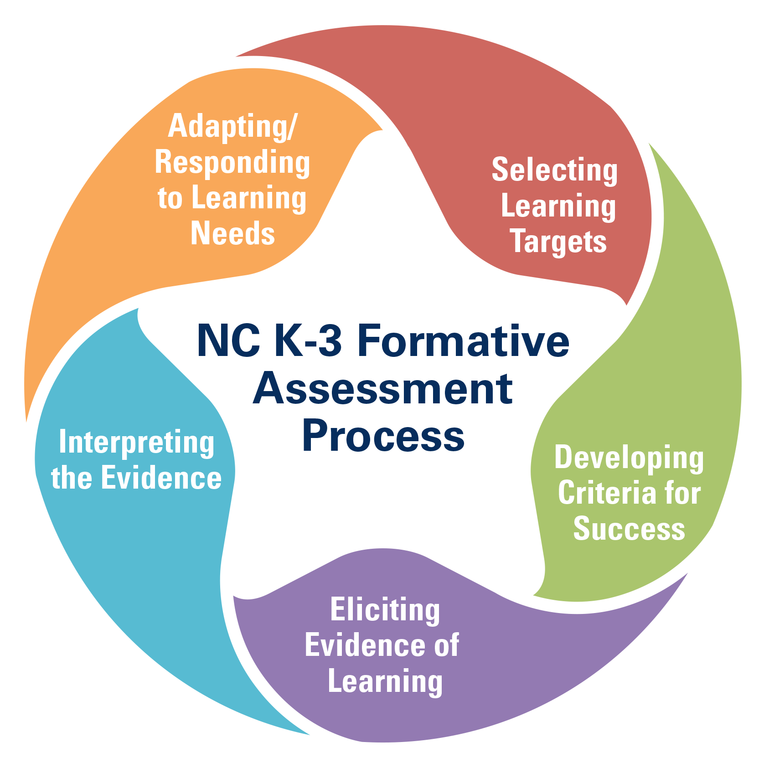 NC K-3 Formative
Assessment
Process
Selecting
Learning
Targets
Developing
Criteria for
Success
Eliciting
Evidence of
Learning
Interpreting
the Evidence
Adapting/
Responding
to Learning
Needs